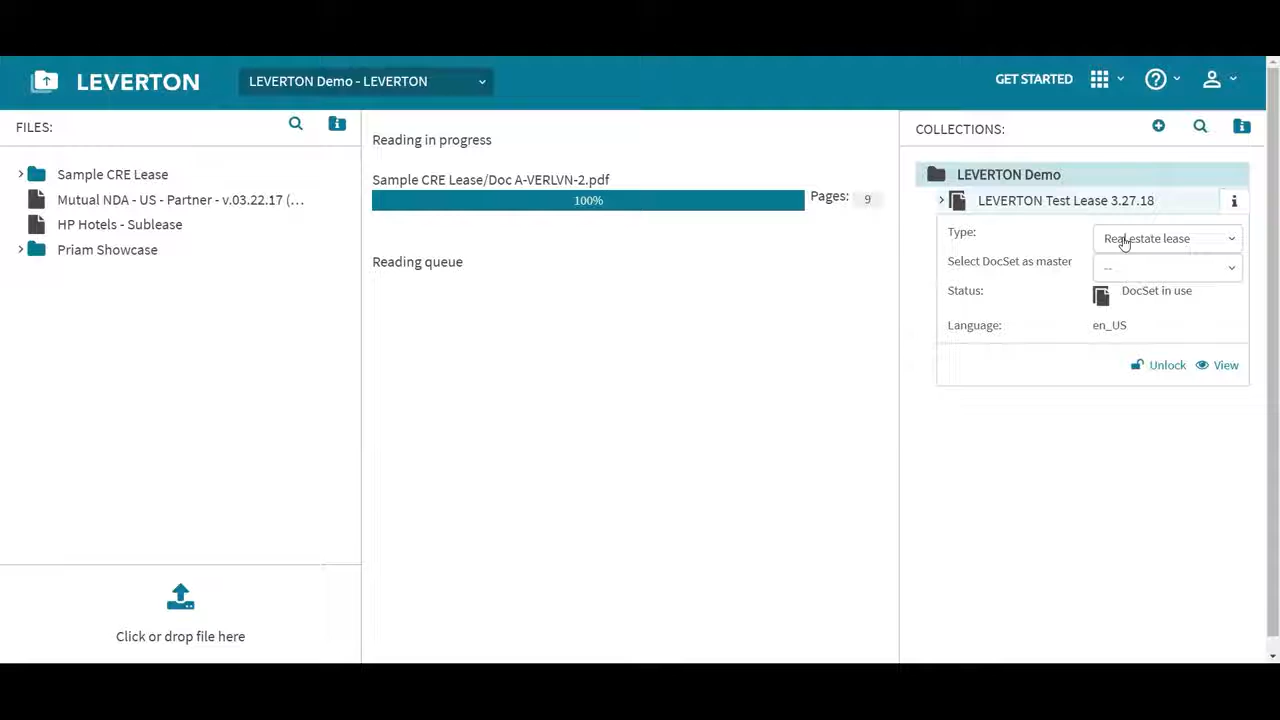 LEVERTON
LEVERTON Demo - LEVERTON
GET STARTED
FILES:
Sample CRE Lease
Mutual NDA - US - Partner - v.03.22.17 (...
HP Hotels - Sublease
Priam Showcase
Click or drop file here
Reading in progress
Sample CRE Lease/Doc A-VERLVN-2.pdf
100%
Pages: 9
Reading queue
COLLECTIONS:
LEVERTON Demo
LEVERTON Test Lease 3.27.18
Type: Real estate lease
Select DocSet as master --
Status: DocSet in use
Language: en_US
Unlock View